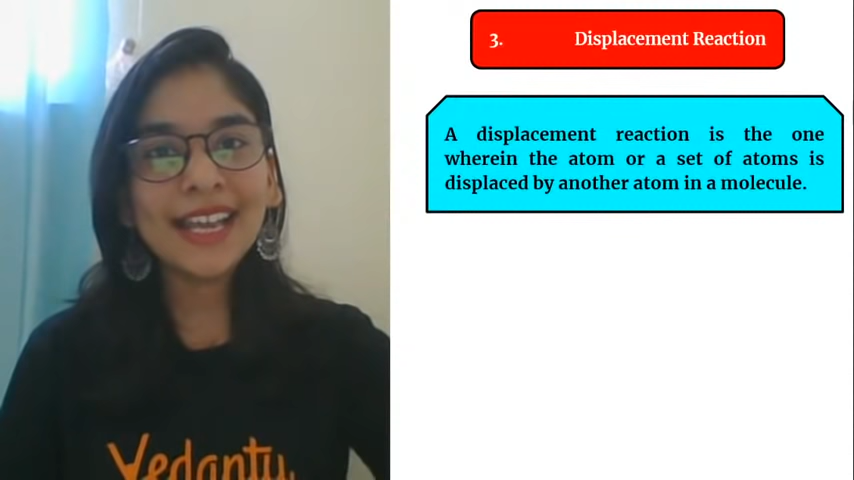 3. Displacement Reaction
A displacement reaction is the one
wherein the atom or a set of atoms is
displaced by another atom in a molecule.
Vedantu